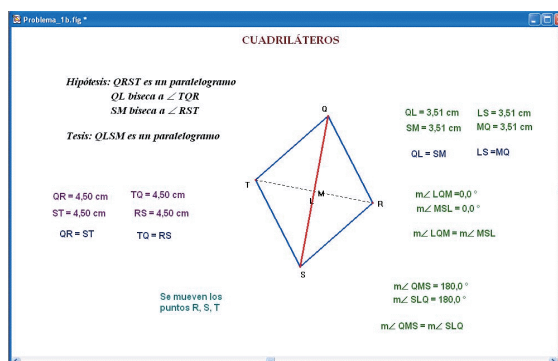 Problema_1b.fig *
CUADRILÁTEROS
Hipótesis: QRST es un paralelogramo
QL biseca a ∠ TQR
SM biseca a ∠ RST
Tesis: QLSM es un paralelogramo
Q
T
M
L
R
S
QL = 3,51 cm
LS = 3,51 cm
SM = 3,51 cm
MQ = 3,51 cm
QL = SM
LS =MQ
QR = 4,50 cm
TQ = 4,50 cm
ST = 4,50 cm
RS = 4,50 cm
QR = ST
TQ = RS
m∠ LQM =0,0 °
m∠ MSL = 0,0 °
m∠ LQM = m∠ MSL
Se mueven los
puntos R, S, T
m∠ QMS = 180,0 °
m∠ SLQ = 180,0 °
m∠ QMS = m∠ SLQ